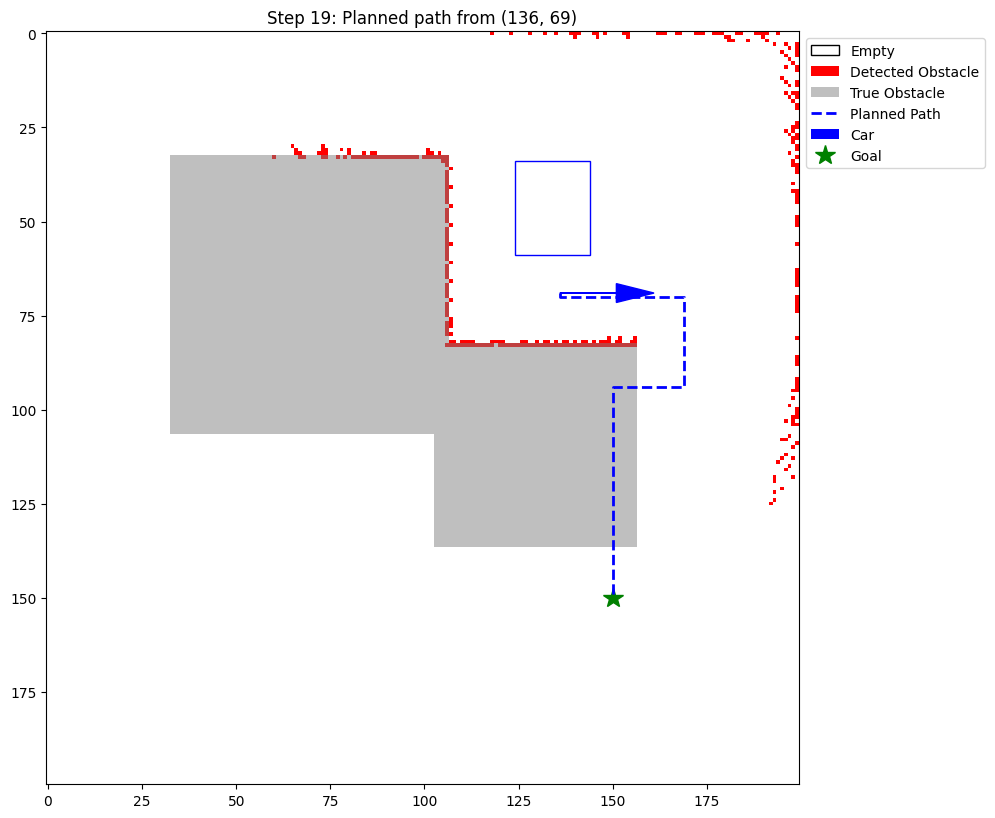 Step 19: Planned path from (136, 69)
Empty
Detected Obstacle
True Obstacle
Planned Path
Car
Goal
0
25
50
75
100
125
150
175
0 25 50 75 100 125 150 175